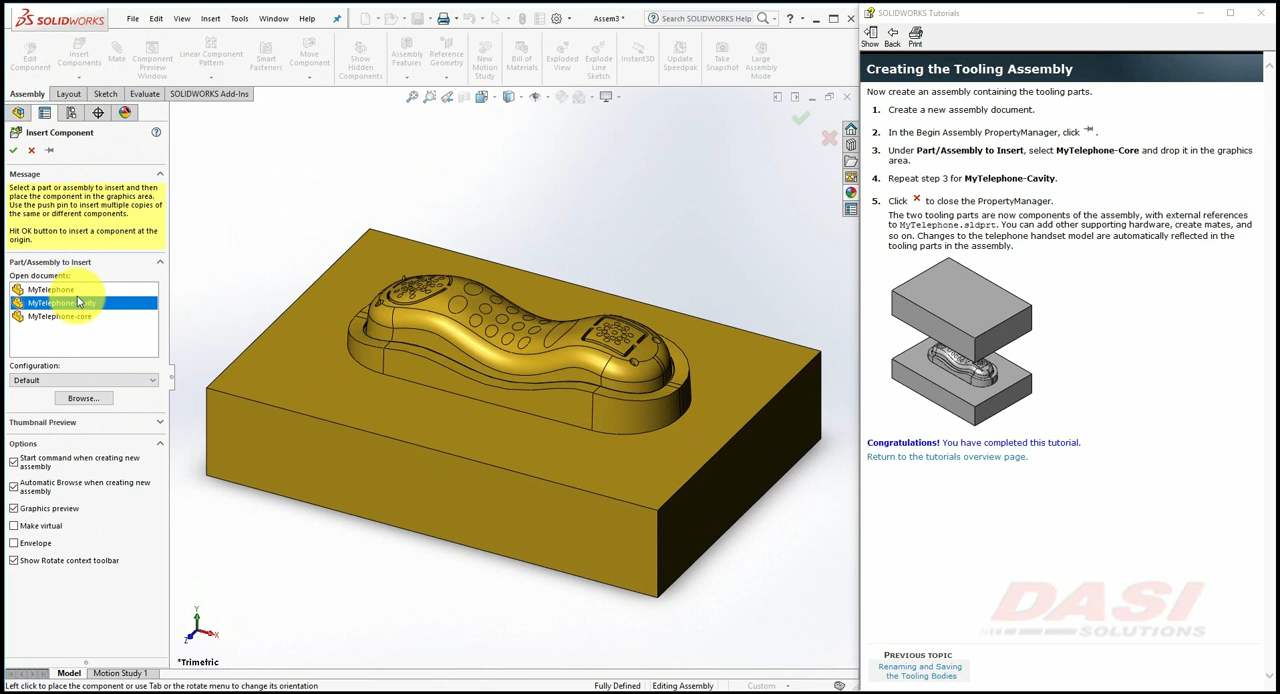 SOLIDWORKS
File
Edit
View
Insert
Tools
Window
Help
Assem3 *
Search SOLIDWORKS Help
Edit
Component
Insert
Components
Mate
Component
Preview
Window
Linear Component
Pattern
Smart
Fasteners
Move
Component
Show
Hidden
Components
Assembly
Features
Reference
Geometry
New
Motion
Study
Bill of
Materials
Exploded
View
Explode
Line
Sketch
Instant3D
Update
Speedpak
Take
Snapshot
Large
Assembly
Mode
Assembly
Layout
Sketch
Evaluate
SOLIDWORKS Add-Ins
Insert Component
Message
Select a part or assembly to insert and then
place the component in the graphics area.
Use the push pin to insert multiple copies
of the same or different components.
Hit OK button to insert a component at the
origin.
Part/Assembly to Insert
Open documents:
MyTelephone
MyTelephone-cavity
MyTelephone-core
Configuration:
Default
Browse...
Thumbnail Preview
Options
Start command when creating new
assembly
Automatic Browse when creating new
assembly
Graphics preview
Make virtual
Envelope
Show Rotate context toolbar
Y
X
Z
*Trimetric
Model
Motion Study 1
Left click to place the component or use Tab or the rotate menu to change its orientation
Fully Defined
Editing Assembly
Custom
SOLIDWORKS Tutorials
Show
Back
Print
Creating the Tooling Assembly
Now create an assembly containing the tooling parts.
1. Create a new assembly document.
2. In the Begin Assembly PropertyManager, click .
3. Under Part/Assembly to Insert, select MyTelephone-Core and drop it in the graphics
area.
4. Repeat step 3 for MyTelephone-Cavity.
5. Click to close the PropertyManager.
The two tooling parts are now components of the assembly, with external references
to MyTelephone.sldprt. You can add other supporting hardware, create mates, and
so on. Changes to the telephone handset model are automatically reflected in the
tooling parts in the assembly.
Congratulations! You have completed this tutorial.
Return to the tutorials overview page.
DASI
SOLUTIONS
PREVIOUS TOPIC
Renaming and Saving
the Tooling Bodies